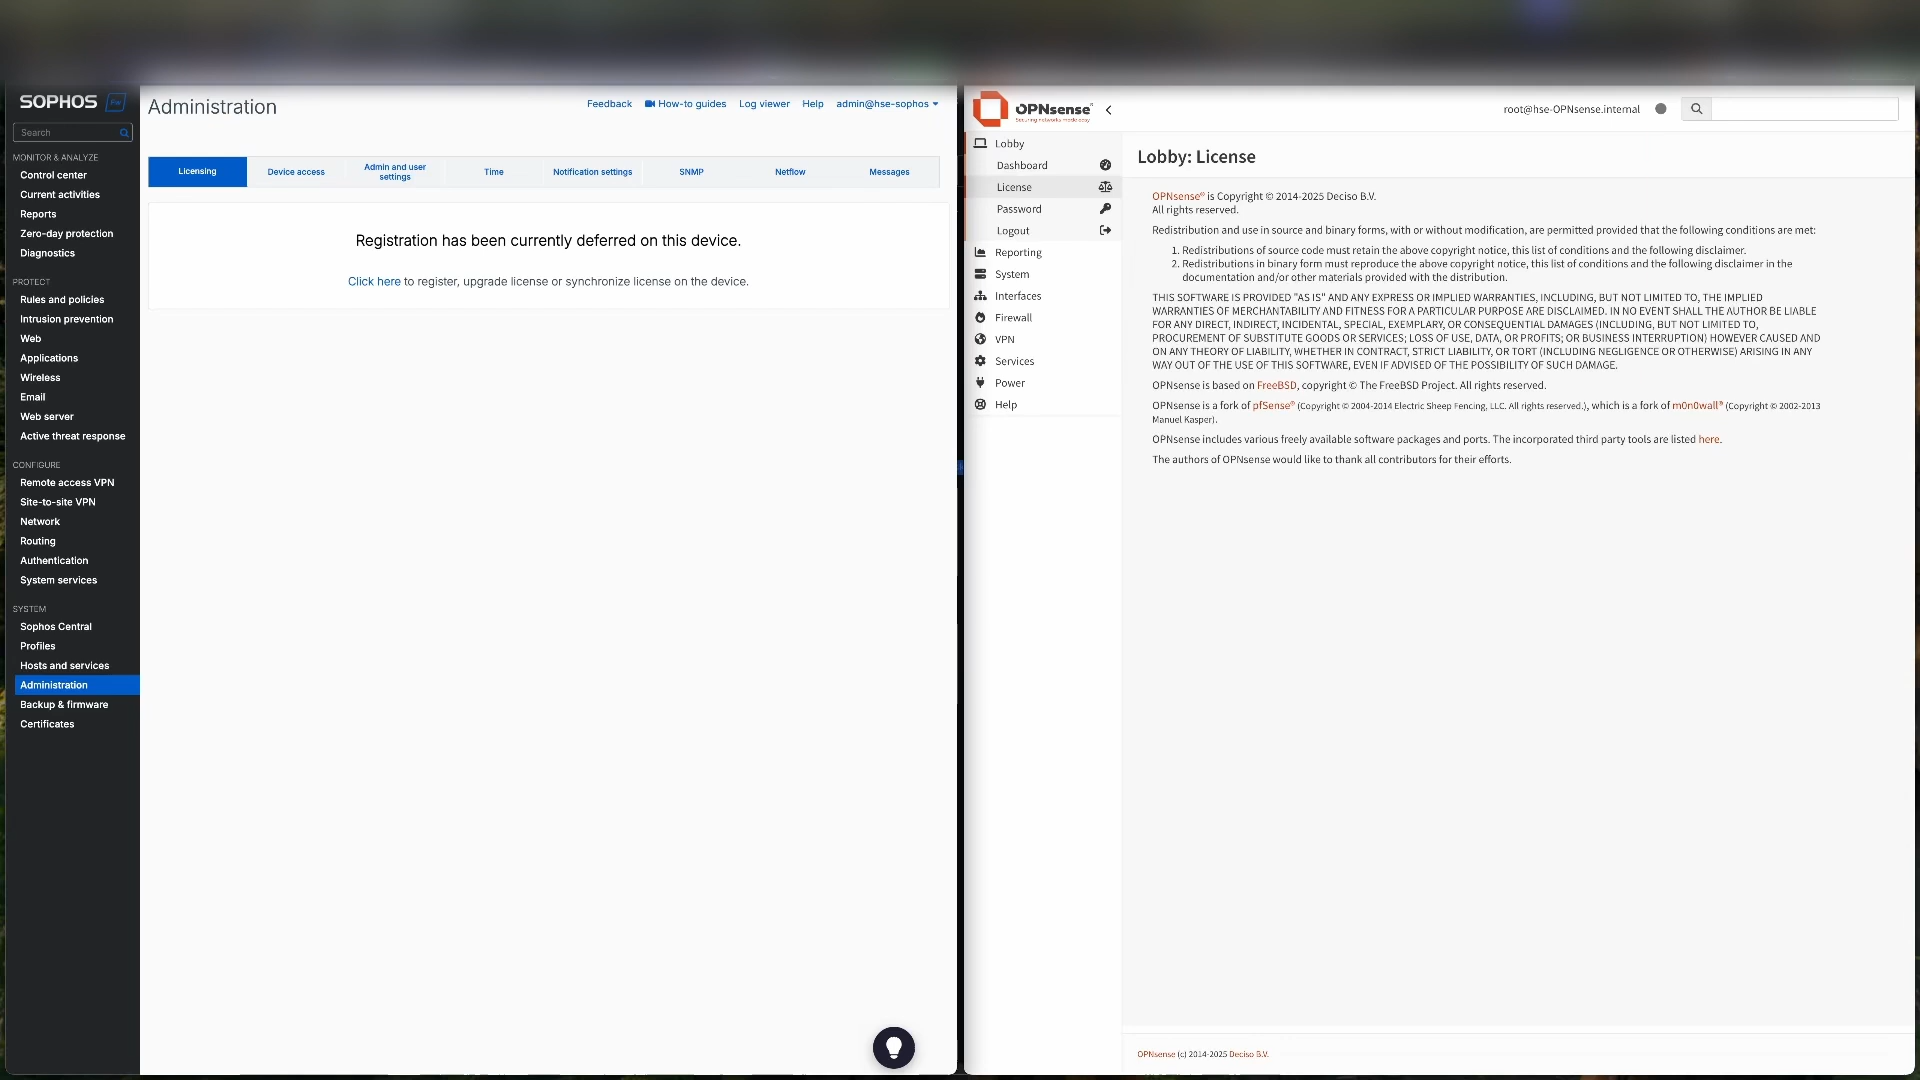 SOPHOS
Search
MONITOR & ANALYZE
Control center
Current activities
Reports
Zero-day protection
Diagnostics
PROTECT
Rules and policies
Intrusion prevention
Web
Applications
Wireless
Email
Web server
Active threat response
CONFIGURE
Remote access VPN
Site-to-site VPN
Network
Routing
Authentication
System services
SYSTEM
Sophos Central
Profiles
Hosts and services
Administration
Backup & firmware
Certificates
Administration
Feedback How-to guides Log viewer Help admin@hse-sophos
Licensing Device access Admin and user settings Time Notification settings SNMP Netflow Messages
Registration has been currently deferred on this device.
Click here to register, upgrade license or synchronize license on the device.
OPNsense®
Securing networks made easy
root@hse-OPNsense.internal
Lobby
Dashboard
License
Password
Logout
Reporting
System
Interfaces
Firewall
VPN
Services
Power
Help
Lobby: License
OPNsense® is Copyright © 2014-2025 Deciso B.V.
All rights reserved.
Redistribution and use in source and binary forms, with or without modification, are permitted provided that the following conditions are met:
1. Redistributions of source code must retain the above copyright notice, this list of conditions and the following disclaimer.
2. Redistributions in binary form must reproduce the above copyright notice, this list of conditions and the following disclaimer in the
documentation and/or other materials provided with the distribution.
THIS SOFTWARE IS PROVIDED "AS IS" AND ANY EXPRESS OR IMPLIED WARRANTIES, INCLUDING, BUT NOT LIMITED TO, THE IMPLIED
WARRANTIES OF MERCHANTABILITY AND FITNESS FOR A PARTICULAR PURPOSE ARE DISCLAIMED. IN NO EVENT SHALL THE AUTHOR BE LIABLE
FOR ANY DIRECT, INDIRECT, INCIDENTAL, SPECIAL, EXEMPLARY, OR CONSEQUENTIAL DAMAGES (INCLUDING, BUT NOT LIMITED TO,
PROCUREMENT OF SUBSTITUTE GOODS OR SERVICES; LOSS OF USE, DATA, OR PROFITS; OR BUSINESS INTERRUPTION) HOWEVER CAUSED AND
ON ANY THEORY OF LIABILITY, WHETHER IN CONTRACT, STRICT LIABILITY, OR TORT (INCLUDING NEGLIGENCE OR OTHERWISE) ARISING IN ANY
WAY OUT OF THE USE OF THIS SOFTWARE, EVEN IF ADVISED OF THE POSSIBILITY OF SUCH DAMAGE.
OPNsense is based on FreeBSD, copyright © The FreeBSD Project. All rights reserved.
OPNsense is a fork of pfSense® (Copyright © 2004-2014 Electric Sheep Fencing, LLC. All rights reserved.), which is a fork of m0n0wall® (Copyright © 2002-2013
Manuel Kasper).
OPNsense includes various freely available software packages and ports. The incorporated third party tools are listed here.
The authors of OPNsense would like to thank all contributors for their efforts.
OPNsense (c) 2014-2025 Deciso B.V.